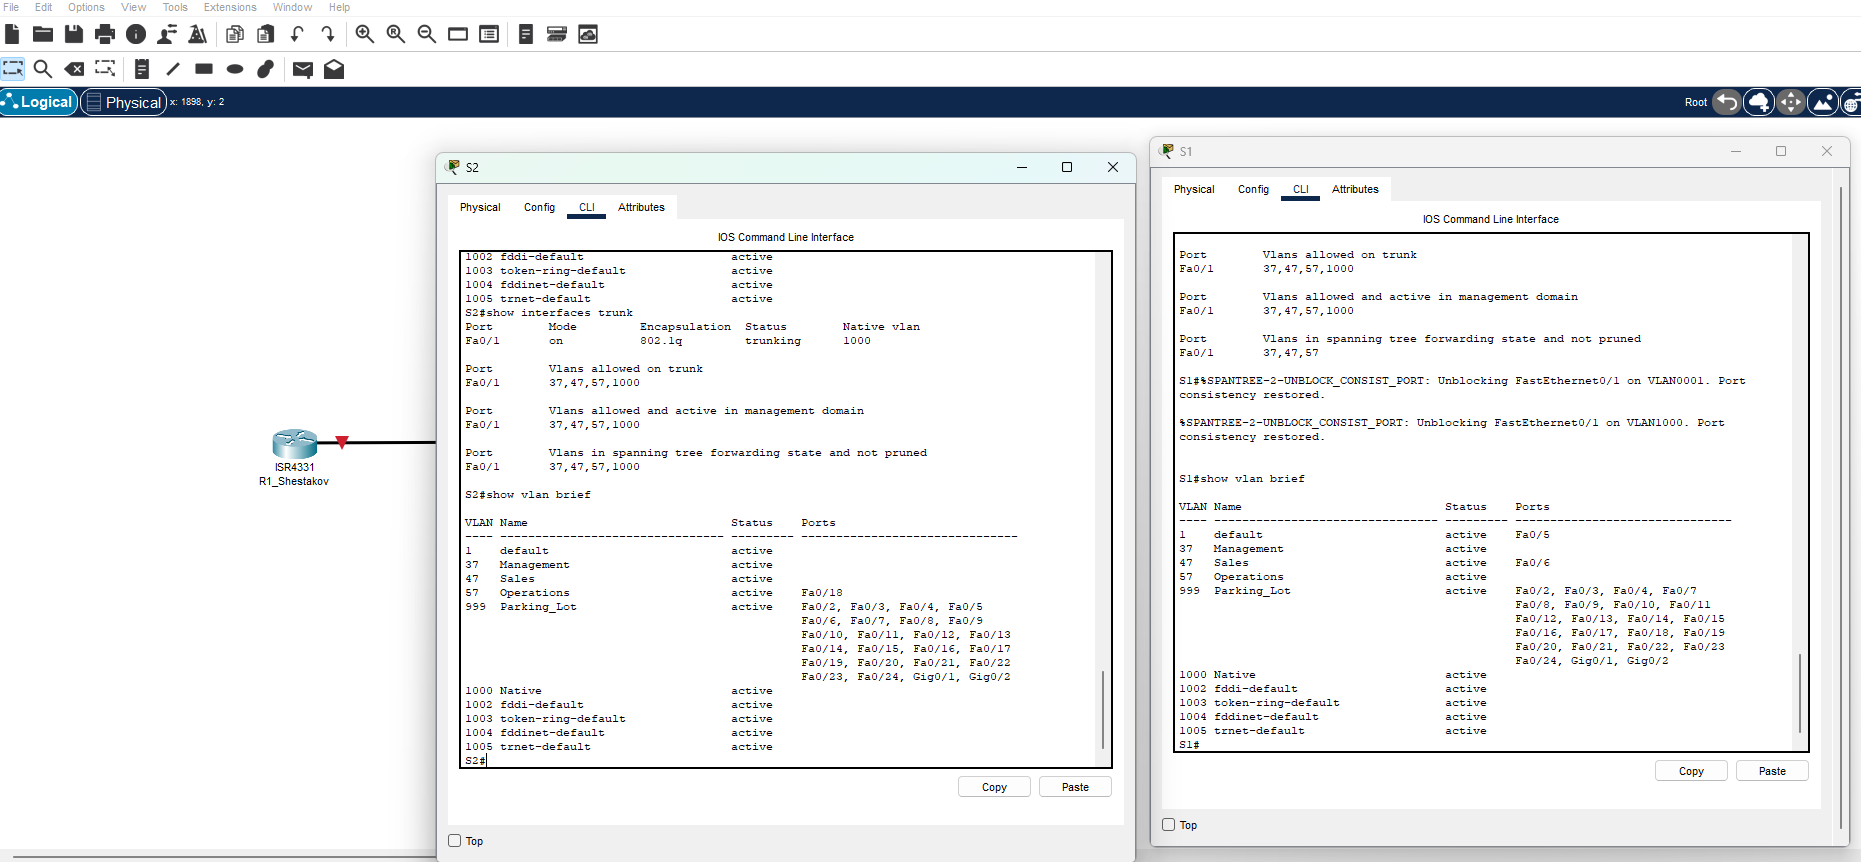 File Edit Options View Tools Extensions Window Help
Logical Physical x: 1898, y: 2 Root
ISR4331
R1_Shestakov
S2
Physical Config CLI Attributes
IOS Command Line Interface
1002 fddi-default active
1003 token-ring-default active
1004 fddinet-default active
1005 trnet-default active
S2#show interfaces trunk
Port Mode Encapsulation Status Native vlan
Fa0/1 on 802.1q trunking 1000
Port Vlans allowed on trunk
Fa0/1 37,47,57,1000
Port Vlans allowed and active in management domain
Fa0/1 37,47,57,1000
Port Vlans in spanning tree forwarding state and not pruned
Fa0/1 37,47,57,1000
S2#show vlan brief
VLAN Name Status Ports
---- -------------------------------- --------- -------------------------------
1 default active
37 Management active
47 Sales active
57 Operations active Fa0/18
999 Parking_Lot active Fa0/2, Fa0/3, Fa0/4, Fa0/5
Fa0/6, Fa0/7, Fa0/8, Fa0/9
Fa0/10, Fa0/11, Fa0/12, Fa0/13
Fa0/14, Fa0/15, Fa0/16, Fa0/17
Fa0/19, Fa0/20, Fa0/21, Fa0/22
Fa0/23, Fa0/24, Gig0/1, Gig0/2
1000 Native active
1002 fddi-default active
1003 token-ring-default active
1004 fddinet-default active
1005 trnet-default active
S2#
Copy Paste
Top
S1
Physical Config CLI Attributes
IOS Command Line Interface
Port Vlans allowed on trunk
Fa0/1 37,47,57,1000
Port Vlans allowed and active in management domain
Fa0/1 37,47,57,1000
Port Vlans in spanning tree forwarding state and not pruned
Fa0/1 37,47,57
S1#%SPANTREE-2-UNBLOCK_CONSIST_PORT: Unblocking FastEthernet0/1 on VLAN0001. Port
consistency restored.
%SPANTREE-2-UNBLOCK_CONSIST_PORT: Unblocking FastEthernet0/1 on VLAN1000. Port
consistency restored.
S1#show vlan brief
VLAN Name Status Ports
---- -------------------------------- --------- -------------------------------
1 default active Fa0/5
37 Management active
47 Sales active Fa0/6
57 Operations active
999 Parking_Lot active Fa0/2, Fa0/3, Fa0/4, Fa0/7
Fa0/8, Fa0/9, Fa0/10, Fa0/11
Fa0/12, Fa0/13, Fa0/14, Fa0/15
Fa0/16, Fa0/17, Fa0/18, Fa0/19
Fa0/20, Fa0/21, Fa0/22, Fa0/23
Fa0/24, Gig0/1, Gig0/2
1000 Native active
1002 fddi-default active
1003 token-ring-default active
1004 fddinet-default active
1005 trnet-default active
S1#
Copy Paste
Top